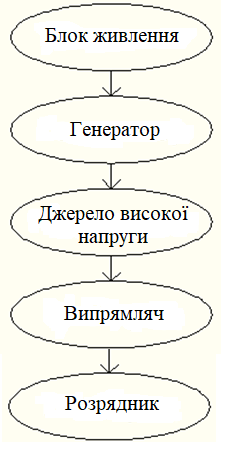 Блок живлення
Генератор
Джерело високої
напруги
Випрямляч
Розрядник